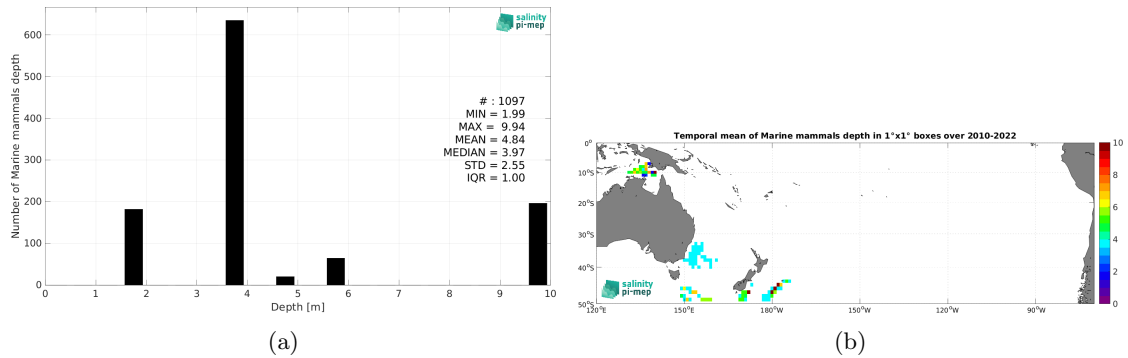 salinity
pi-mep
Number of Marine mammals depth
600
500
400
300
200
100
0
# : 1097
MIN = 1.99
MAX = 9.94
MEAN = 4.84
MEDIAN = 3.97
STD = 2.55
IQR = 1.00
0 1 2 3 4 5 6 7 8 9 10
Depth [m]
(a)
Temporal mean of Marine mammals depth in 1°x1° boxes over 2010-2022
0°
10°S
20°S
30°S
40°S
50°S
120°E 150°E 180°W 150°W 120°W 90°W
salinity
pi-mep
10
8
6
4
2
0
(b)